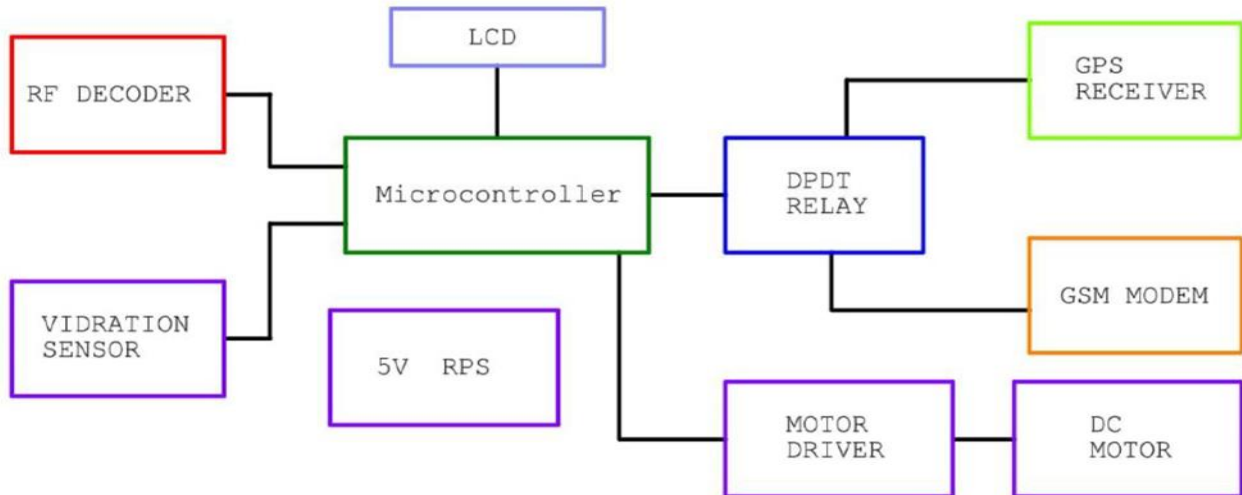 LCD
RF DECODER
GPS
RECEIVER
Microcontroller
DPDT
RELAY
VIDRATION
SENSOR
GSM MODEM
5V RPS
MOTOR
DRIVER
DC
MOTOR